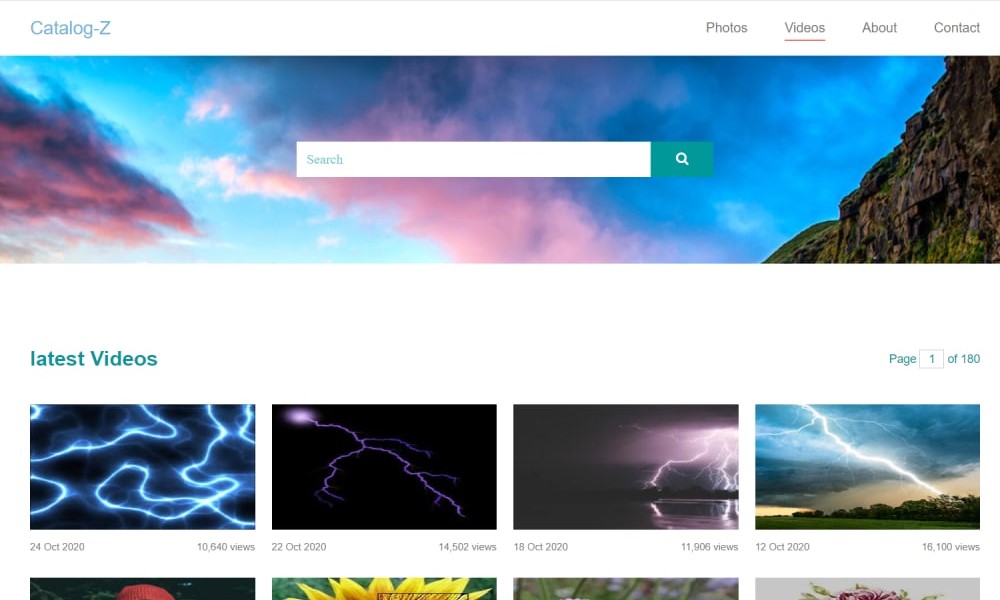 Catalog-Z
Photos Videos About Contact
Search
latest Videos
Page 1 of 180
24 Oct 2020 10,640 views
22 Oct 2020 14,502 views
18 Oct 2020 11,906 views
12 Oct 2020 16,100 views